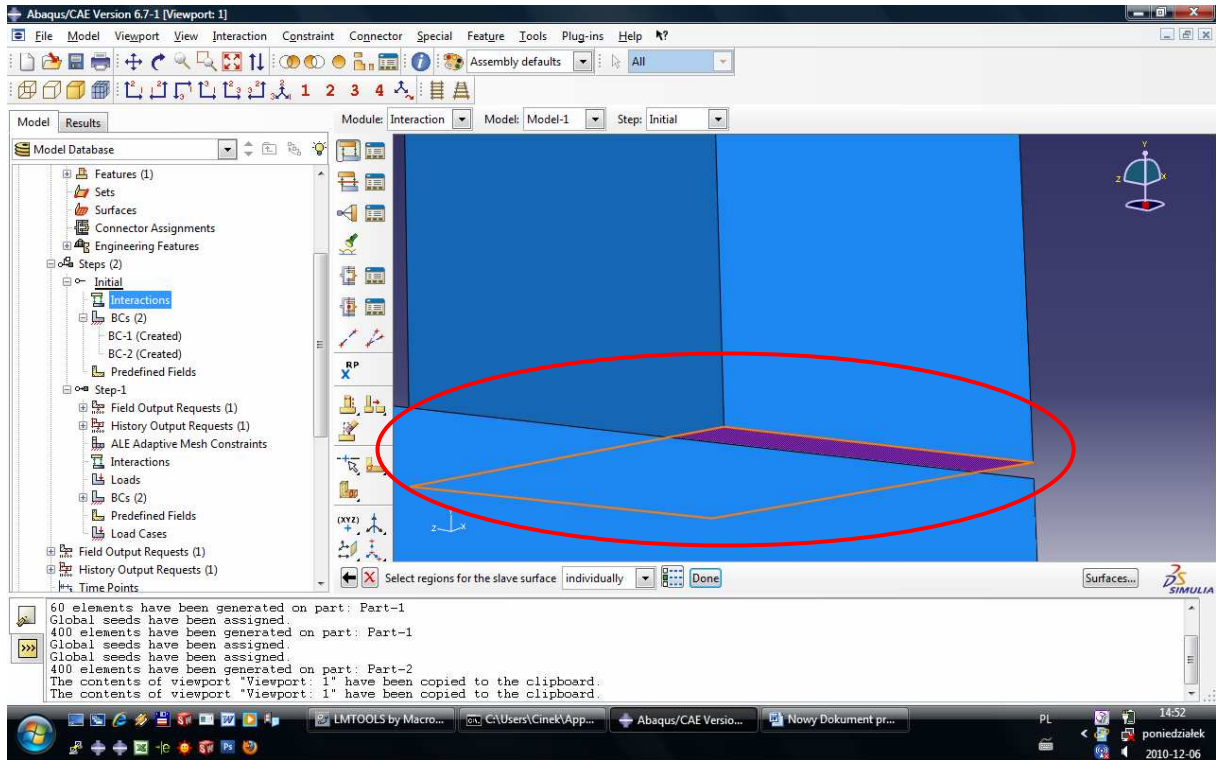 Abaqus/CAE Version 6.7-1 [Viewport: 1]
File Model Viewport View Interaction Constraint Connector Special Feature Tools Plug-ins Help
Assembly defaults All
1 2 3 4
Model Results
Module: Interaction Model: Model-1 Step: Initial
Model Database
Features (1)
Sets
Surfaces
Connector Assignments
Engineering Features
Steps (2)
Initial
Interactions
BCs (2)
BC-1 (Created)
BC-2 (Created)
Predefined Fields
Step-1
Field Output Requests (1)
History Output Requests (1)
ALE Adaptive Mesh Constraints
Interactions
Loads
BCs (2)
Predefined Fields
Load Cases
Field Output Requests (1)
History Output Requests (1)
Time Points
RP
X
(XYZ)
Y
Z X
Z X
Select regions for the slave surface individually Done Surfaces...
SIMULIA
60 elements have been generated on part: Part-1
Global seeds have been assigned.
400 elements have been generated on part: Part-1
Global seeds have been assigned.
Global seeds have been assigned.
400 elements have been generated on part: Part-2
The contents of viewport "Viewport: 1" have been copied to the clipboard.
The contents of viewport "Viewport: 1" have been copied to the clipboard.
LMTOOLS by Macro... C:\Users\Cinek\App... Abaqus/CAE Versio... Nowy Dokument pr... PL
14:52
poniedziałek
2010-12-06